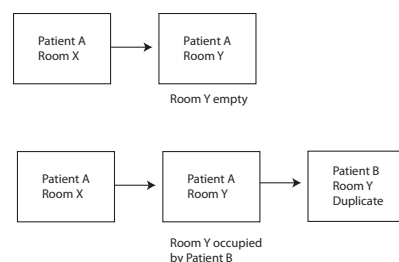 Patient A
Room X
Patient A
Room Y
Room Y empty
Patient A
Room X
Patient A
Room Y
Patient B
Room Y
Duplicate
Room Y occupied
by Patient B